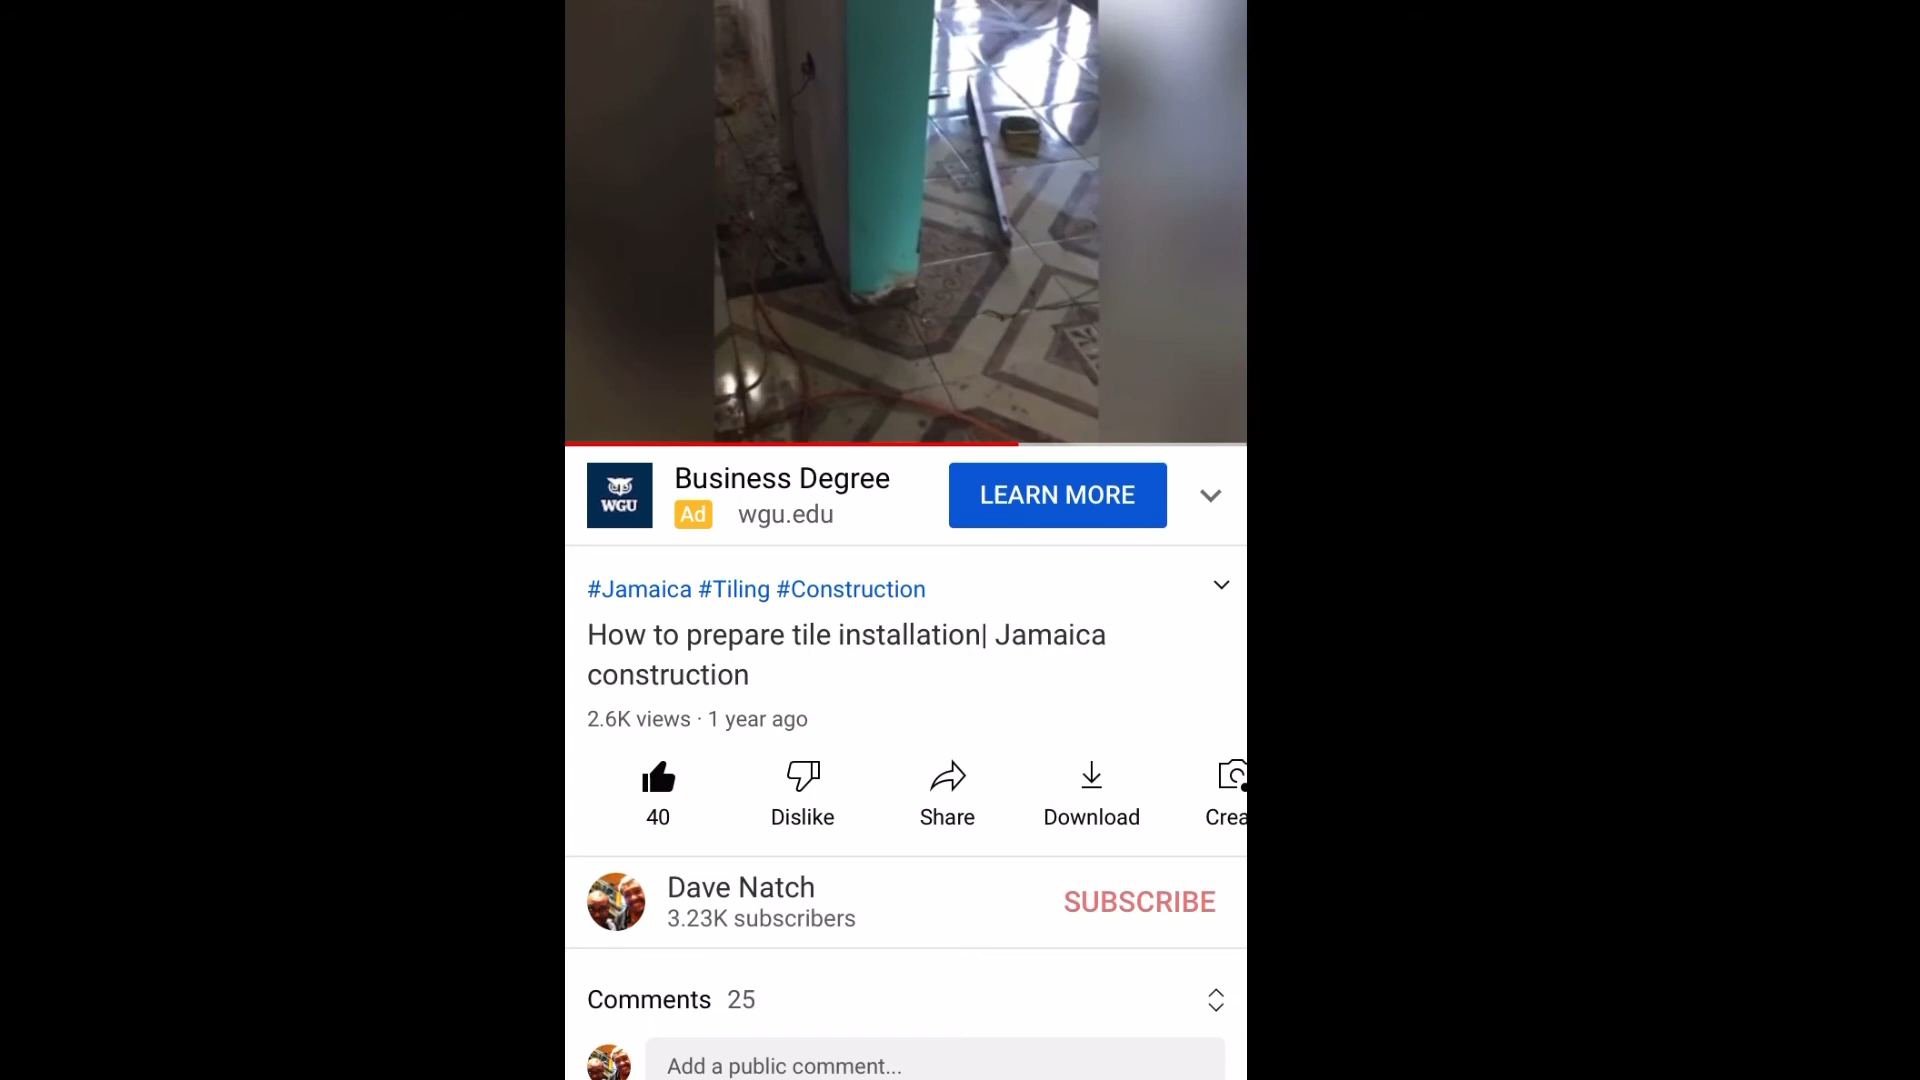 WGU
Business Degree
Ad wgu.edu
LEARN MORE
#Jamaica #Tiling #Construction
How to prepare tile installation| Jamaica
construction
2.6K views · 1 year ago
40
Dislike
Share
Download
Crea
Dave Natch
3.23K subscribers
SUBSCRIBE
Comments 25
Add a public comment...